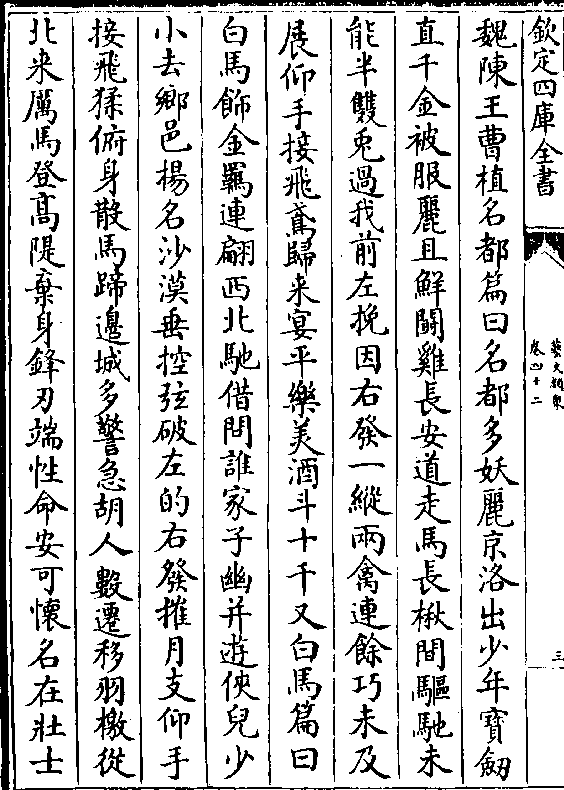 欽定四庫全書
藝文類聚
卷四十二
三
魏陳王曹植名都篇曰名都多妖麗京洛出少年寶劔
直千金被服麗且鮮鬬雞長安道走馬長楸間驅馳未
能半雙兎過我前左挽因右發一縱兩禽連餘巧未及
展仰手接飛鳶歸来宴平樂美酒斗十千又白馬篇曰
白馬飾金羈連翩西北馳借問誰家子幽并遊俠兒少
小去鄉邑楊名沙漠垂控弦破左的右發摧月支仰手
接飛猱俯身散馬蹄邊城多警急胡人數遷移羽檄從
北来厲馬登髙隄棄身鋒刃端性命安可懷名在壯士